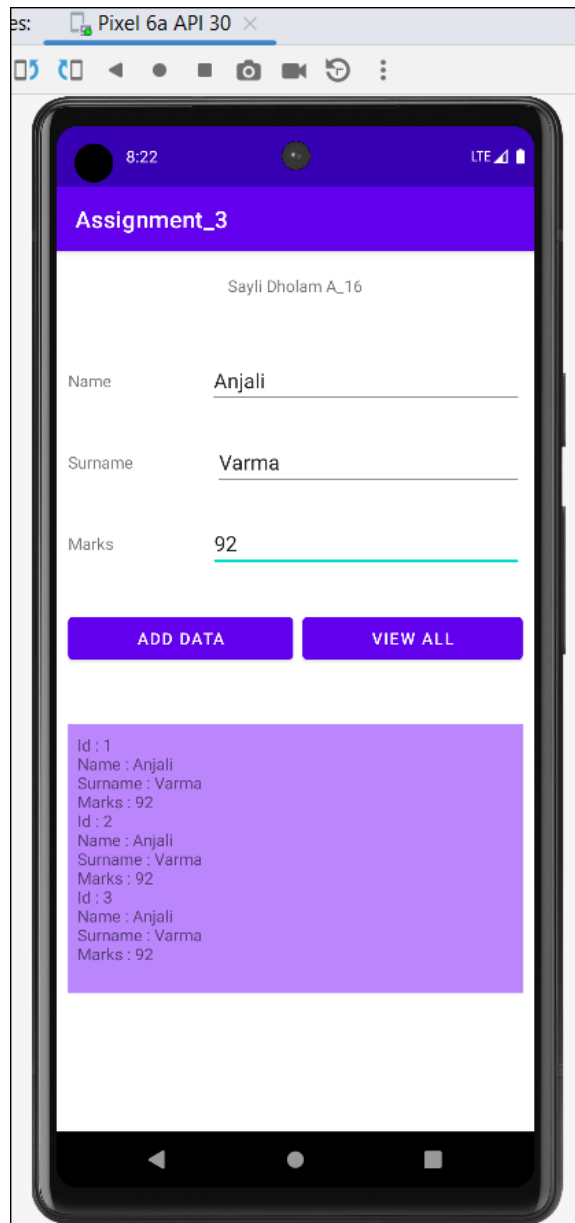 es:
Pixel 6a API 30
8:22
LTE
Assignment_3
Sayli Dholam A_16
Name
Anjali
Surname
Varma
Marks
92
ADD DATA
VIEW ALL
Id : 1
Name : Anjali
Surname : Varma
Marks : 92
Id : 2
Name : Anjali
Surname : Varma
Marks : 92
Id : 3
Name : Anjali
Surname : Varma
Marks : 92